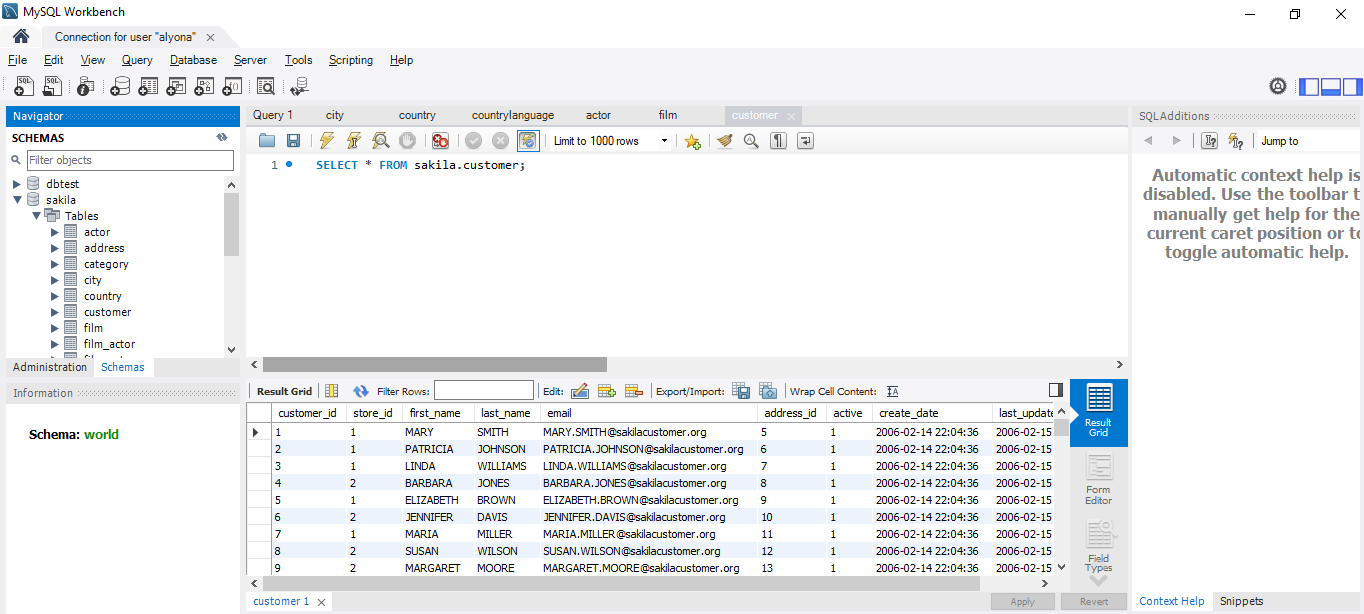 MySQL Workbench
Connection for user "alyona"
File Edit View Query Database Server Tools Scripting Help
Navigator
SCHEMAS
Filter objects
dbtest
sakila
Tables
actor
address
category
city
country
customer
film
film_actor
Administration Schemas
Information
Schema: world
Query 1 city country countrylanguage actor film customer
Limit to 1000 rows
1 SELECT * FROM sakila.customer;
Result Grid Filter Rows: Edit: Export/Import: Wrap Cell Content:
customer_id store_id first_name last_name email address_id active create_date last_update
1 1 MARY SMITH MARY.SMITH@sakilacustomer.org 5 1 2006-02-14 22:04:36 2006-02-15
2 1 PATRICIA JOHNSON PATRICIA.JOHNSON@sakilacustomer.org 6 1 2006-02-14 22:04:36 2006-02-15
3 1 LINDA WILLIAMS LINDA.WILLIAMS@sakilacustomer.org 7 1 2006-02-14 22:04:36 2006-02-15
4 2 BARBARA JONES BARBARA.JONES@sakilacustomer.org 8 1 2006-02-14 22:04:36 2006-02-15
5 1 ELIZABETH BROWN ELIZABETH.BROWN@sakilacustomer.org 9 1 2006-02-14 22:04:36 2006-02-15
6 2 JENNIFER DAVIS JENNIFER.DAVIS@sakilacustomer.org 10 1 2006-02-14 22:04:36 2006-02-15
7 1 MARIA MILLER MARIA.MILLER@sakilacustomer.org 11 1 2006-02-14 22:04:36 2006-02-15
8 2 SUSAN WILSON SUSAN.WILSON@sakilacustomer.org 12 1 2006-02-14 22:04:36 2006-02-15
9 2 MARGARET MOORE MARGARET.MOORE@sakilacustomer.org 13 1 2006-02-14 22:04:36 2006-02-15
Result
Grid
Form
Editor
Field
Types
customer 1
Apply Revert
SQLAdditions
Jump to
Automatic context help is
disabled. Use the toolbar t
manually get help for the
current caret position or to
toggle automatic help.
Context Help Snippets